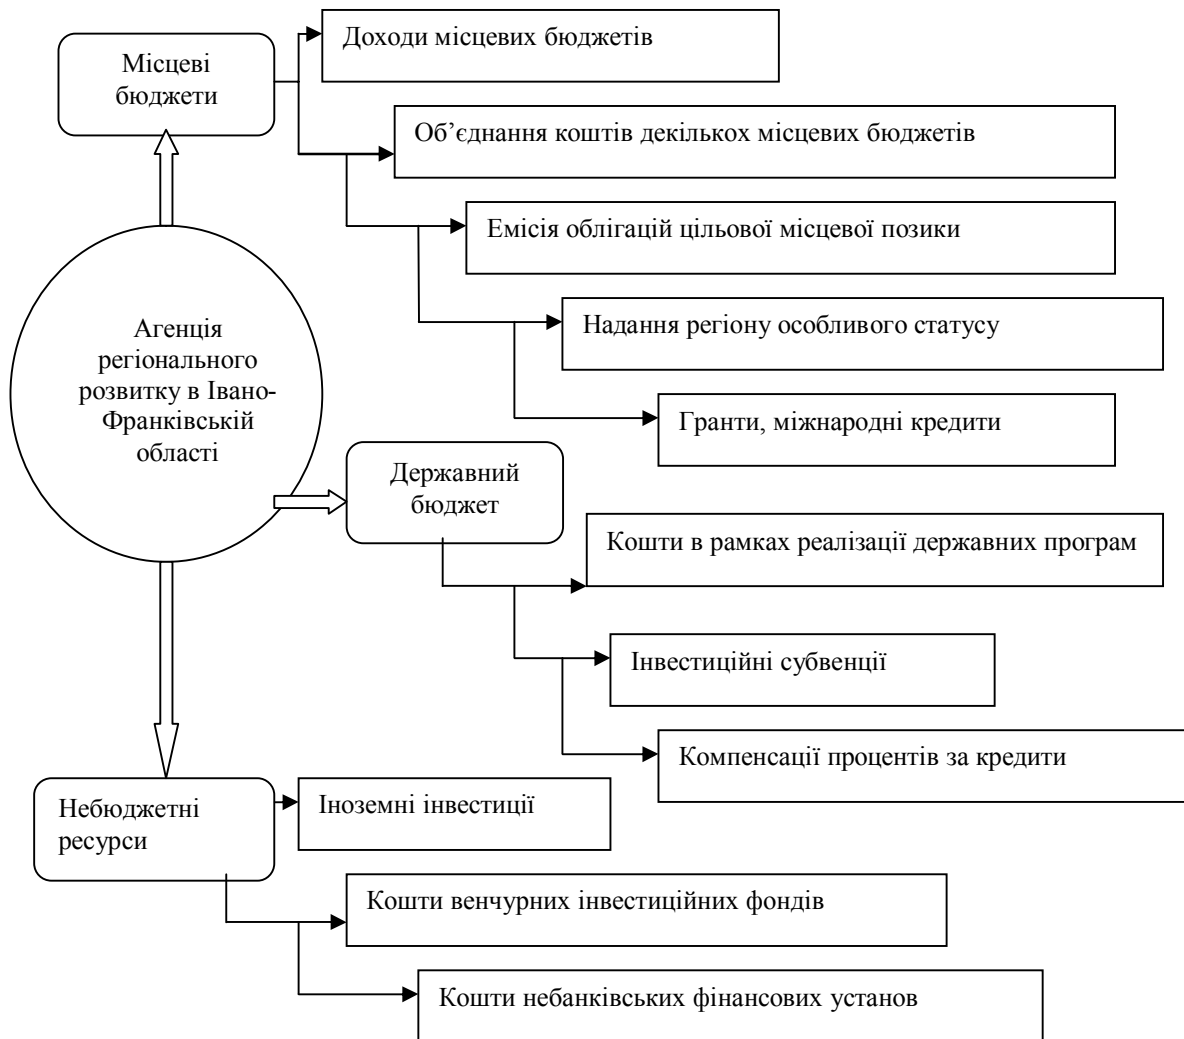 Доходи місцевих бюджетів
Місцеві
бюджети
Об’єднання коштів декількох місцевих бюджетів
Емісія облігацій цільової місцевої позики
Надання регіону особливого статусу
Агенція
регіонального
розвитку в Івано-
Франківській
області
Гранти, міжнародні кредити
Державний
бюджет
Кошти в рамках реалізації державних програм
Інвестиційні субвенції
Компенсації процентів за кредити
Небюджетні
ресурси
Іноземні інвестиції
Кошти венчурних інвестиційних фондів
Кошти небанківських фінансових установ